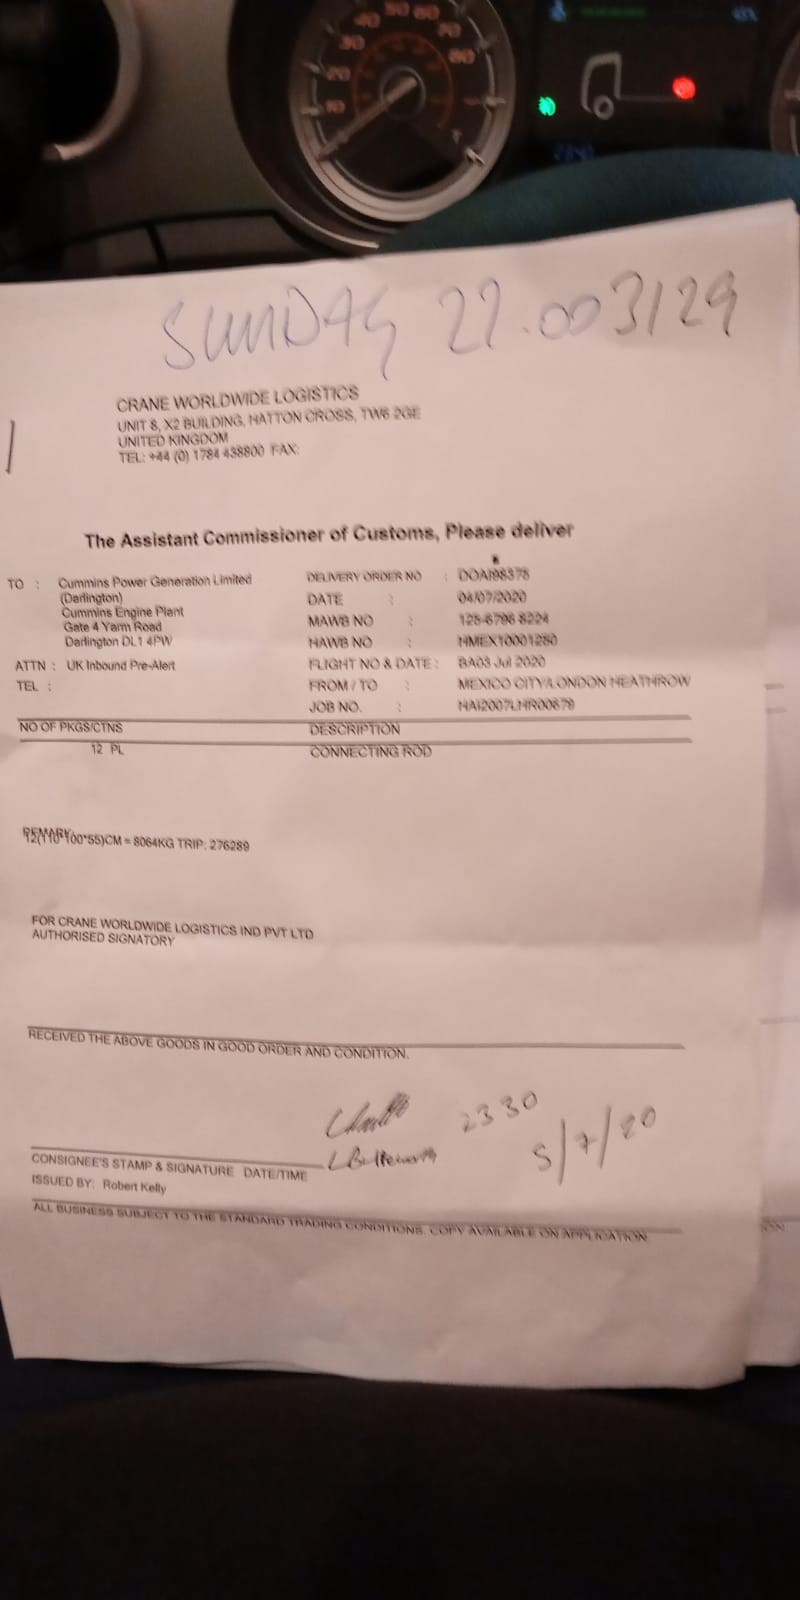 SUNDAY 22.00 3129
CRANE WORLDWIDE LOGISTICS
UNIT 8, X2 BUILDING, HATTON CROSS, TW6 2GE
UNITED KINGDOM
TEL: +44 (0) 1784 438800 FAX:
The Assistant Commissioner of Customs, Please deliver
TO : Cummins Power Generation Limited
(Darlington)
Cummins Engine Plant
Gate 4 Yarm Road
Darlington DL1 4PW
ATTN : UK Inbound Pre-Alert
TEL :
DELIVERY ORDER NO : DOAI98375
DATE : 04/07/2020
MAWB NO : 125-6796 8224
HAWB NO : HMEX10001250
FLIGHT NO & DATE : BA03 Jul 2020
FROM / TO : MEXICO CITY/LONDON HEATHROW
JOB NO. : HAI2007LHR00679
NO OF PKGS/CTNS DESCRIPTION
12 PL CONNECTING ROD
REMARK
12(110*100*55)CM = 8064KG TRIP: 276289
FOR CRANE WORLDWIDE LOGISTICS IND PVT LTD
AUTHORISED SIGNATORY
RECEIVED THE ABOVE GOODS IN GOOD ORDER AND CONDITION.
2330
5/7/20
CONSIGNEE'S STAMP & SIGNATURE DATE/TIME
ISSUED BY: Robert Kelly
ALL BUSINESS SUBJECT TO THE STANDARD TRADING CONDITIONS. COPY AVAILABLE ON APPLICATION